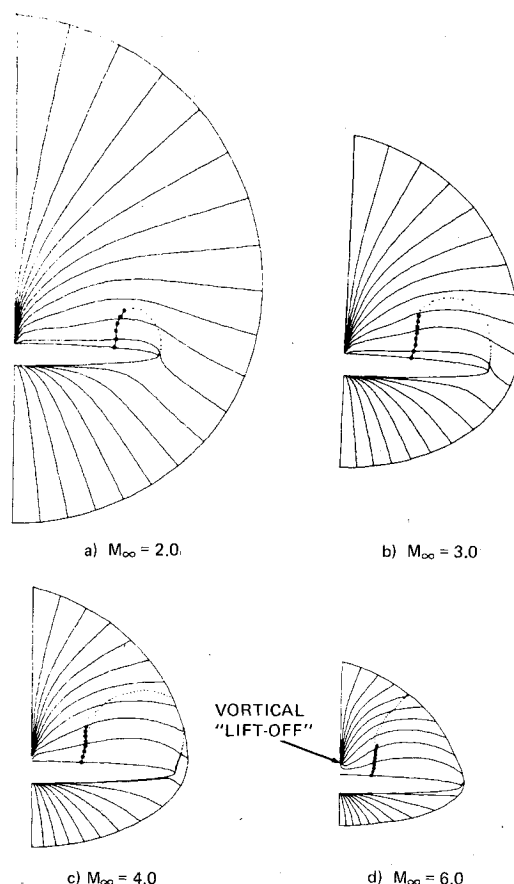 a) M∞ = 2.0
b) M∞ = 3.0
VORTICAL
"LIFT-OFF"
c) M∞ = 4.0
d) M∞ = 6.0